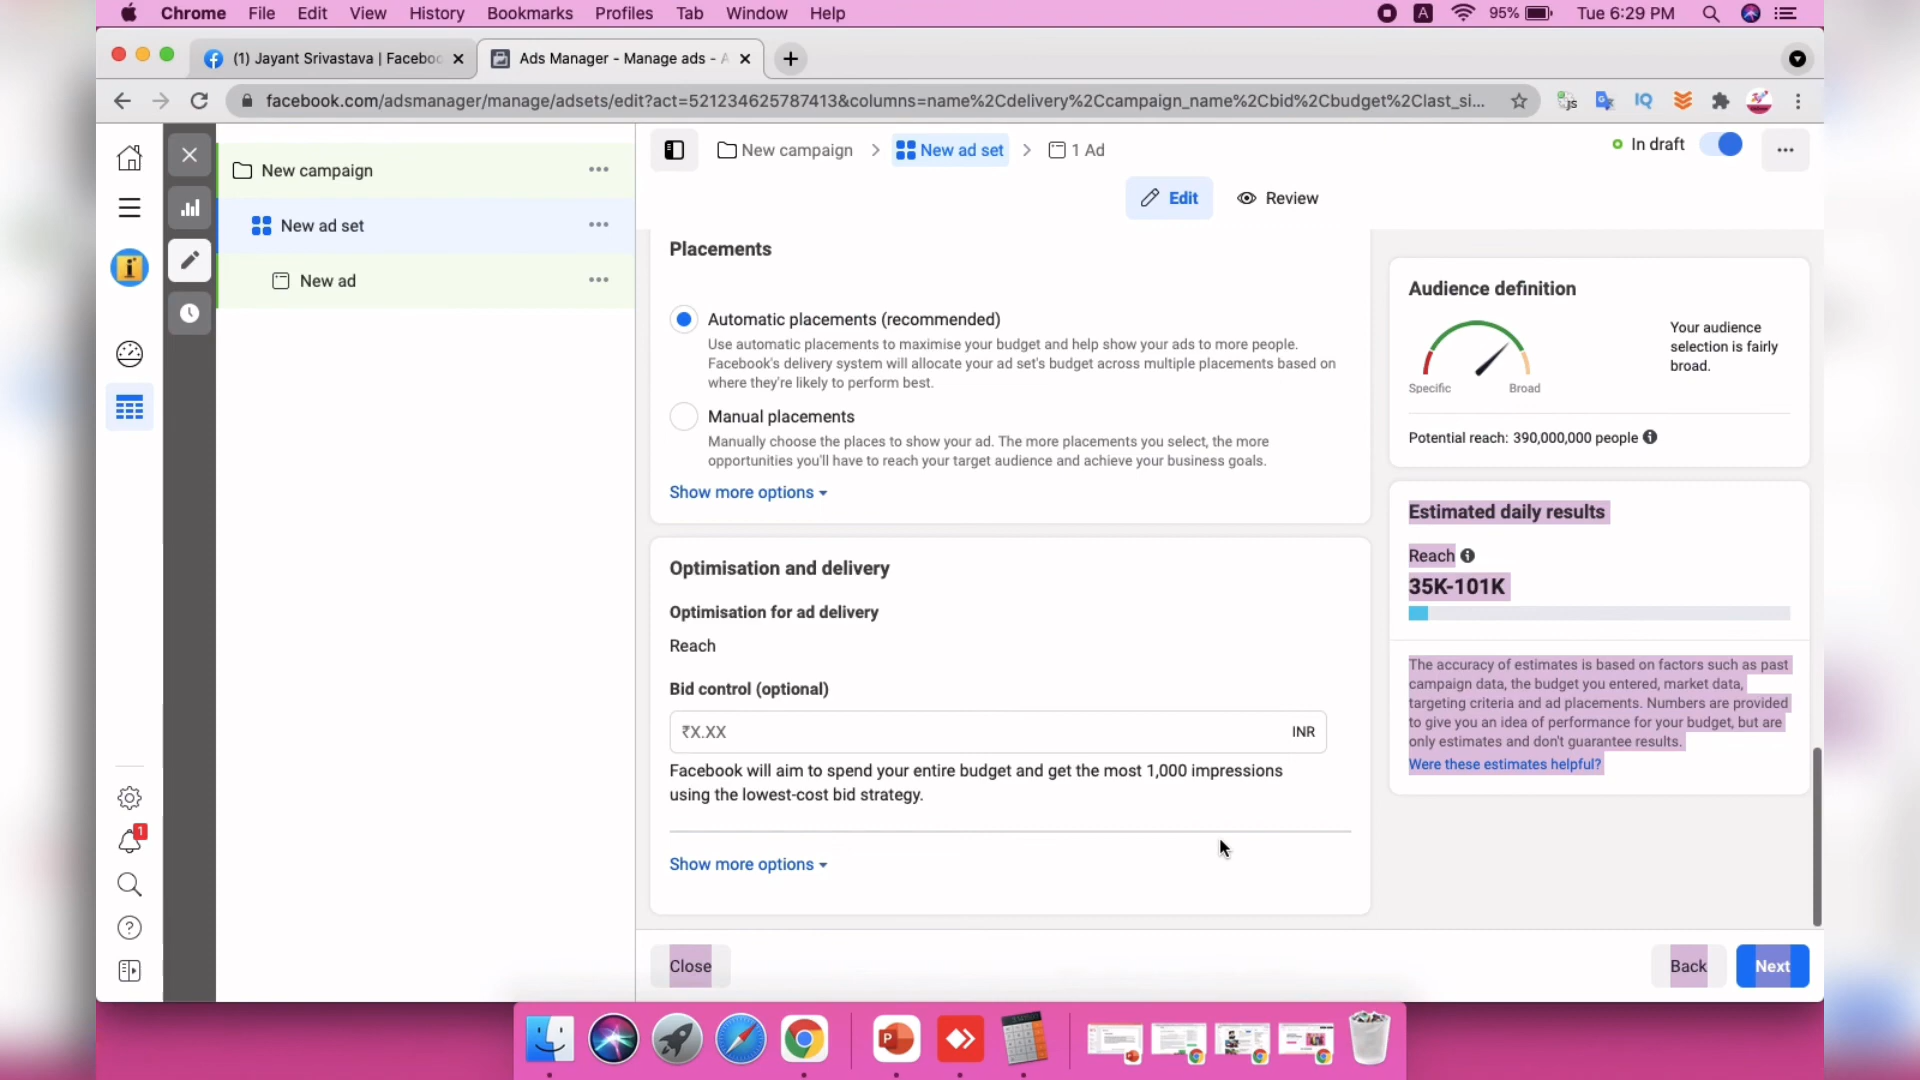 Chrome File Edit View History Bookmarks Profiles Tab Window Help
A 95% Tue 6:29 PM
(1) Jayant Srivastava | Faceboo
Ads Manager - Manage ads - A
facebook.com/adsmanager/manage/adsets/edit?act=521234625787413&columns=name%2Cdelivery%2Ccampaign_name%2Cbid%2Cbudget%2Clast_si...
New campaign
New ad set
New ad
New campaign > New ad set > 1 Ad
In draft
Edit
Review
Placements
Automatic placements (recommended)
Use automatic placements to maximise your budget and help show your ads to more people.
Facebook's delivery system will allocate your ad set's budget across multiple placements based on
where they're likely to perform best.
Manual placements
Manually choose the places to show your ad. The more placements you select, the more
opportunities you'll have to reach your target audience and achieve your business goals.
Show more options
Optimisation and delivery
Optimisation for ad delivery
Reach
Bid control (optional)
₹X.XX INR
Facebook will aim to spend your entire budget and get the most 1,000 impressions
using the lowest-cost bid strategy.
Show more options
Close
Audience definition
Specific
Broad
Your audience
selection is fairly
broad.
Potential reach: 390,000,000 people
Estimated daily results
Reach
35K-101K
The accuracy of estimates is based on factors such as past
campaign data, the budget you entered, market data,
targeting criteria and ad placements. Numbers are provided
to give you an idea of performance for your budget, but are
only estimates and don't guarantee results.
Were these estimates helpful?
Back
Next
1
IQ
js
P